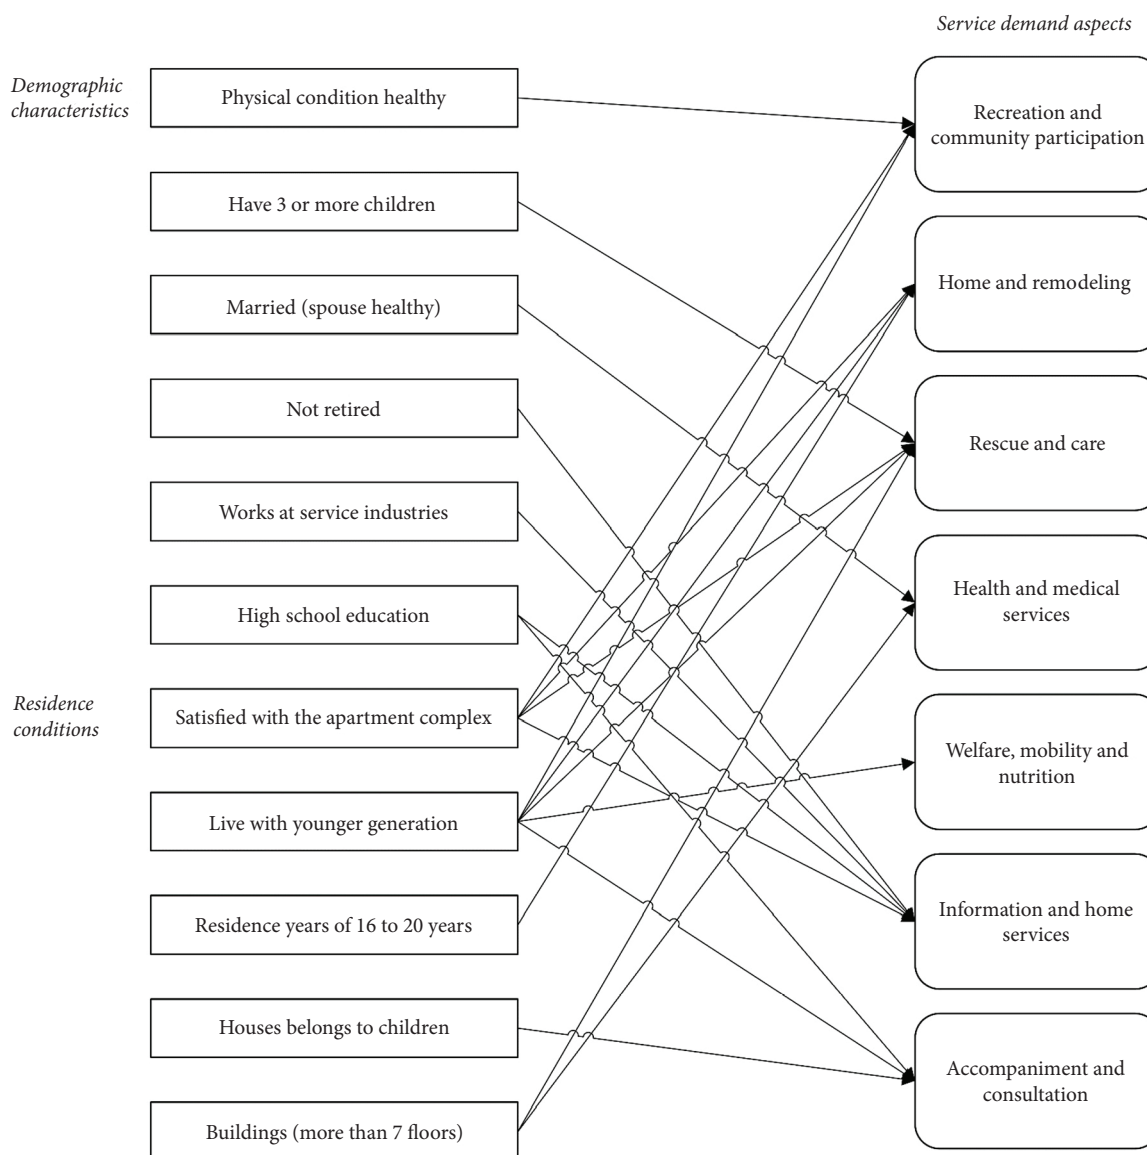 Service demand aspects
Demographic
characteristics
Physical condition healthy
Have 3 or more children
Married (spouse healthy)
Not retired
Works at service industries
High school education
Residence
conditions
Satisfied with the apartment complex
Live with younger generation
Residence years of 16 to 20 years
Houses belongs to children
Buildings (more than 7 floors)
Recreation and
community participation
Home and remodeling
Rescue and care
Health and medical
services
Welfare, mobility and
nutrition
Information and home
services
Accompaniment and
consultation